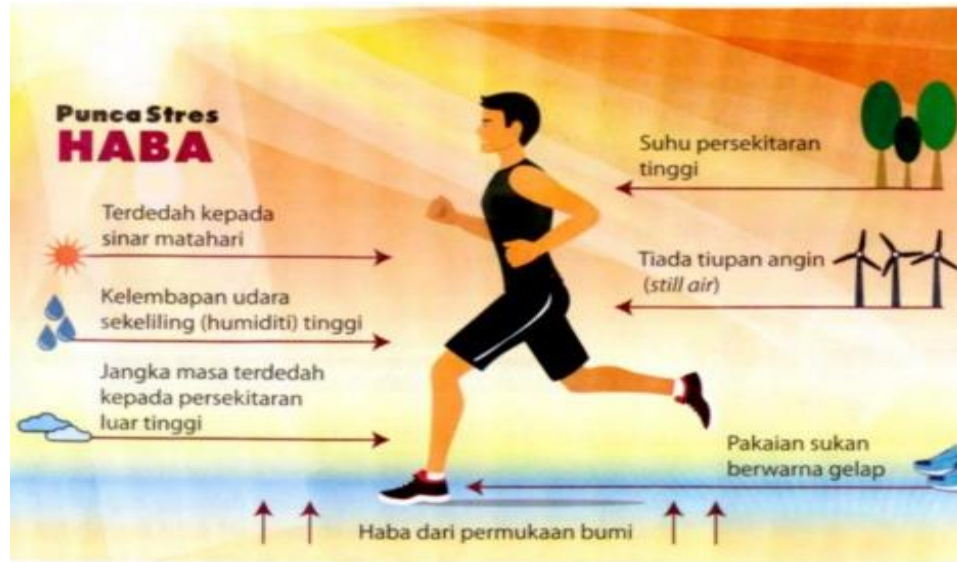 Punca Stres
HABA
Terdedah kepada
sinar matahari
Kelembapan udara
sekeliling (humiditi) tinggi
Jangka masa terdedah
kepada persekitaran
luar tinggi
Suhu persekitaran
tinggi
Tiada tiupan angin
(still air)
Pakaian sukan
berwarna gelap
Haba dari permukaan bumi